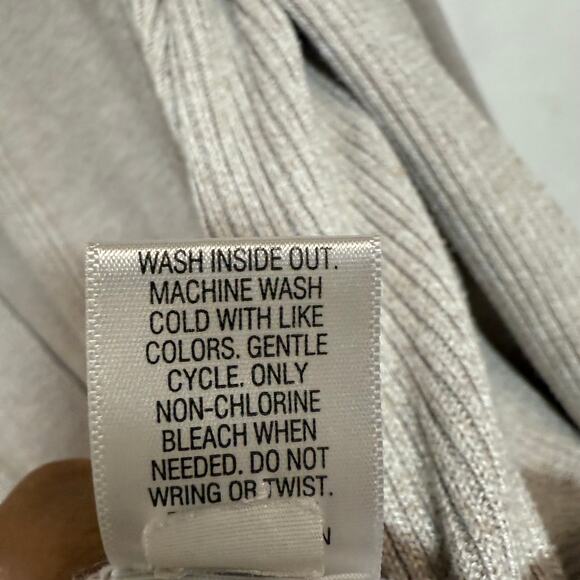 WASH INSIDE OUT.
MACHINE WASH
COLD WITH LIKE
COLORS. GENTLE
CYCLE. ONLY
NON-CHLORINE
BLEACH WHEN
NEEDED. DO NOT
WRING OR TWIST.